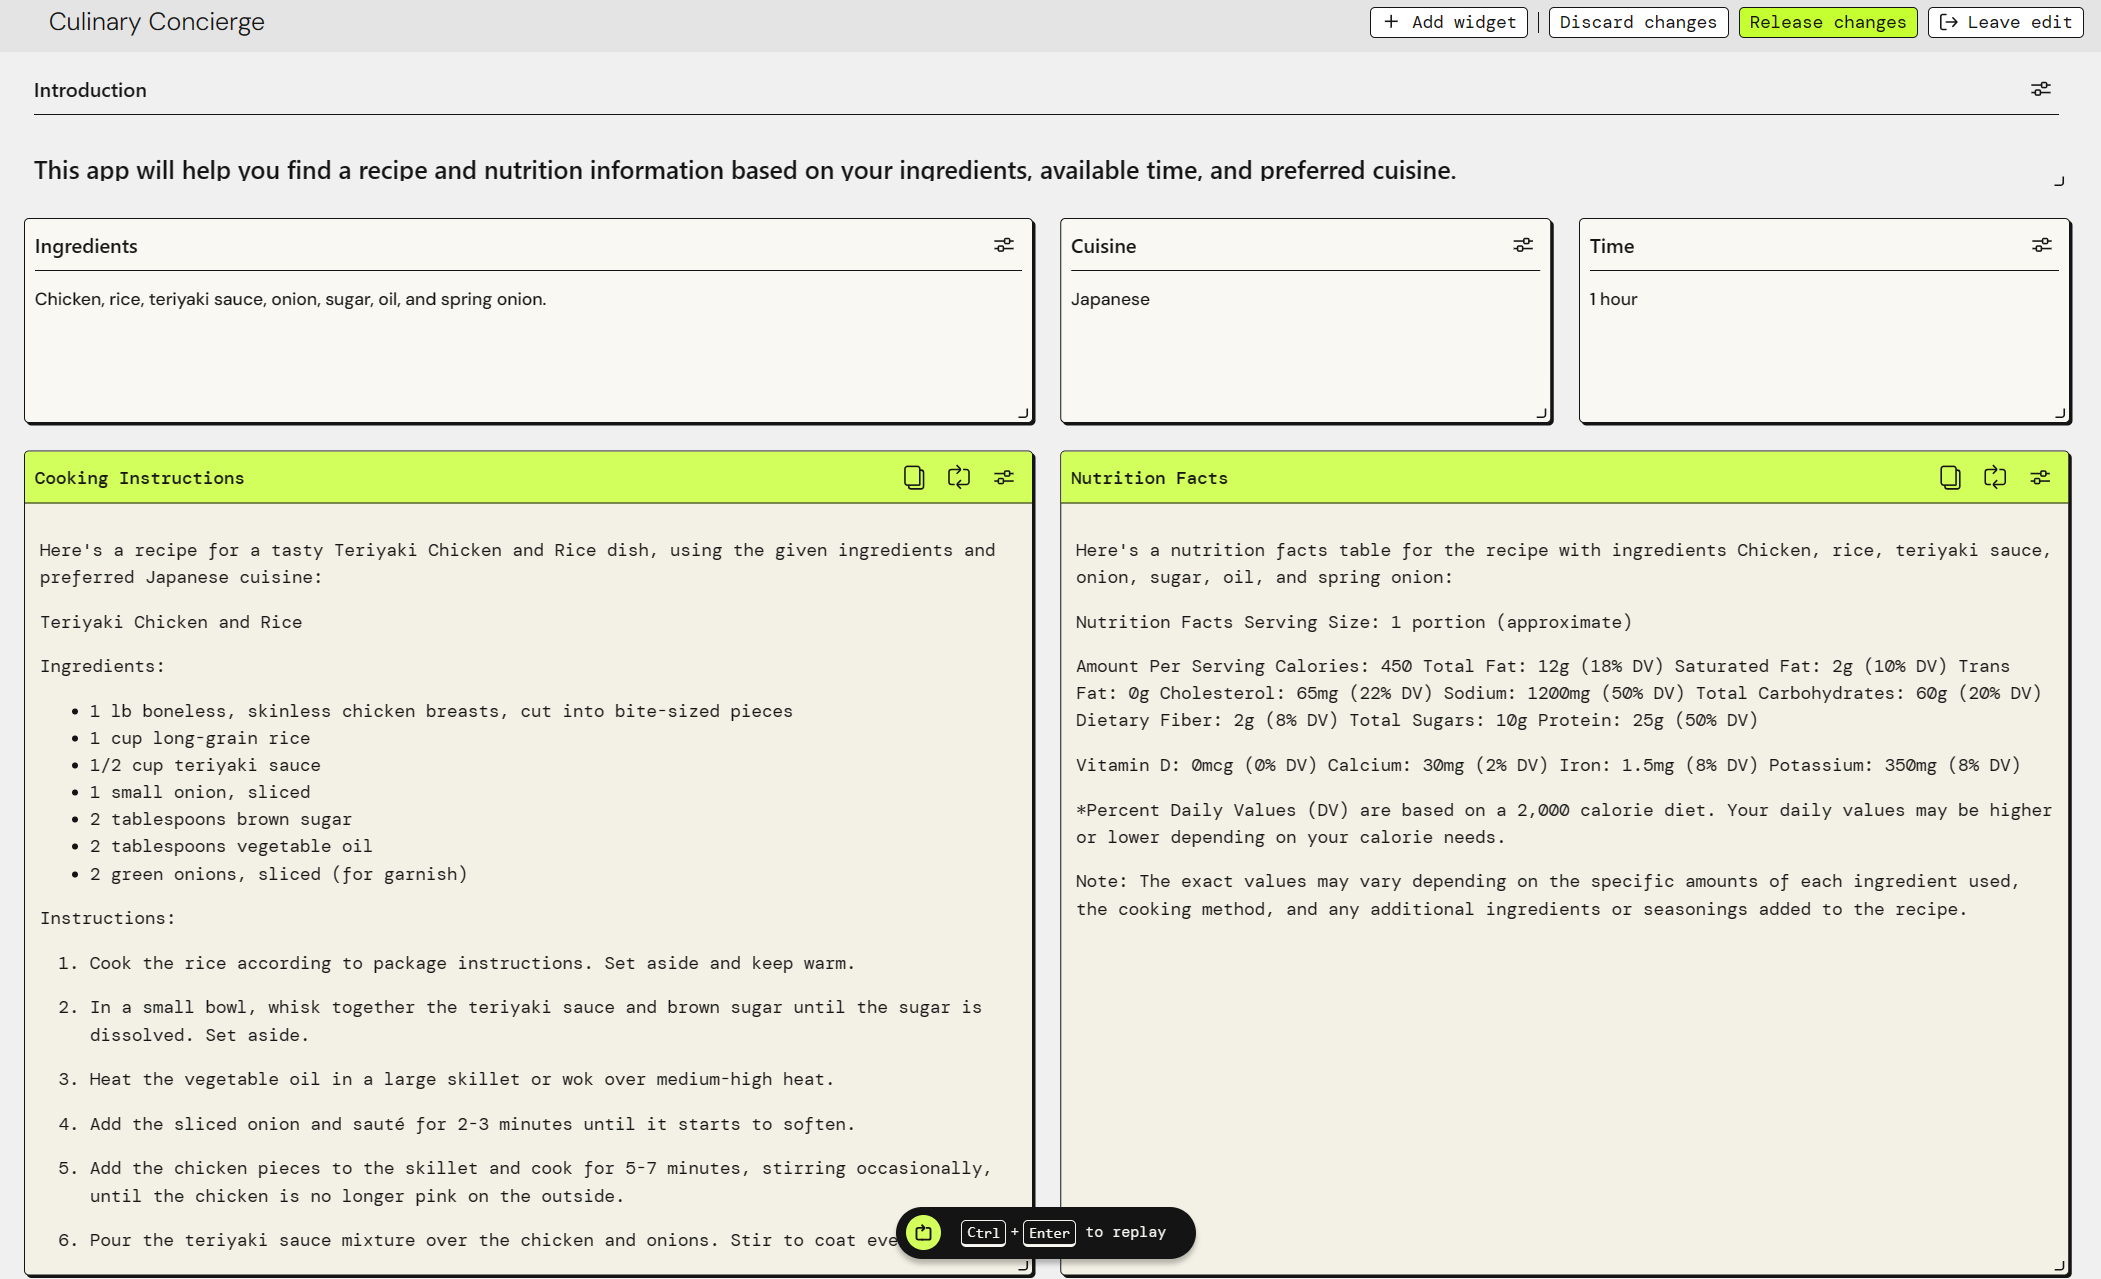 Culinary Concierge
+ Add widget
Discard changes
Release changes
Leave edit
Introduction
This app will help you find a recipe and nutrition information based on your ingredients, available time, and preferred cuisine.
Ingredients
Chicken, rice, teriyaki sauce, onion, sugar, oil, and spring onion.
Cuisine
Japanese
Time
1 hour
Cooking Instructions
Here's a recipe for a tasty Teriyaki Chicken and Rice dish, using the given ingredients and
preferred Japanese cuisine:
Teriyaki Chicken and Rice
Ingredients:
• 1 lb boneless, skinless chicken breasts, cut into bite-sized pieces
• 1 cup long-grain rice
• 1/2 cup teriyaki sauce
• 1 small onion, sliced
• 2 tablespoons brown sugar
• 2 tablespoons vegetable oil
• 2 green onions, sliced (for garnish)
Instructions:
1. Cook the rice according to package instructions. Set aside and keep warm.
2. In a small bowl, whisk together the teriyaki sauce and brown sugar until the sugar is
dissolved. Set aside.
3. Heat the vegetable oil in a large skillet or wok over medium-high heat.
4. Add the sliced onion and sauté for 2-3 minutes until it starts to soften.
5. Add the chicken pieces to the skillet and cook for 5-7 minutes, stirring occasionally,
until the chicken is no longer pink on the outside.
6. Pour the teriyaki sauce mixture over the chicken and onions. Stir to coat
Nutrition Facts
Here's a nutrition facts table for the recipe with ingredients Chicken, rice, teriyaki sauce,
onion, sugar, oil, and spring onion:
Nutrition Facts Serving Size: 1 portion (approximate)
Amount Per Serving Calories: 450 Total Fat: 12g (18% DV) Saturated Fat: 2g (10% DV) Trans
Fat: 0g Cholesterol: 65mg (22% DV) Sodium: 1200mg (50% DV) Total Carbohydrates: 60g (20% DV)
Dietary Fiber: 2g (8% DV) Total Sugars: 10g Protein: 25g (50% DV)
Vitamin D: 0mcg (0% DV) Calcium: 30mg (2% DV) Iron: 1.5mg (8% DV) Potassium: 350mg (8% DV)
*Percent Daily Values (DV) are based on a 2,000 calorie diet. Your daily values may be higher
or lower depending on your calorie needs.
Note: The exact values may vary depending on the specific amounts of each ingredient used,
the cooking method, and any additional ingredients or seasonings added to the recipe.
Ctrl + Enter to replay